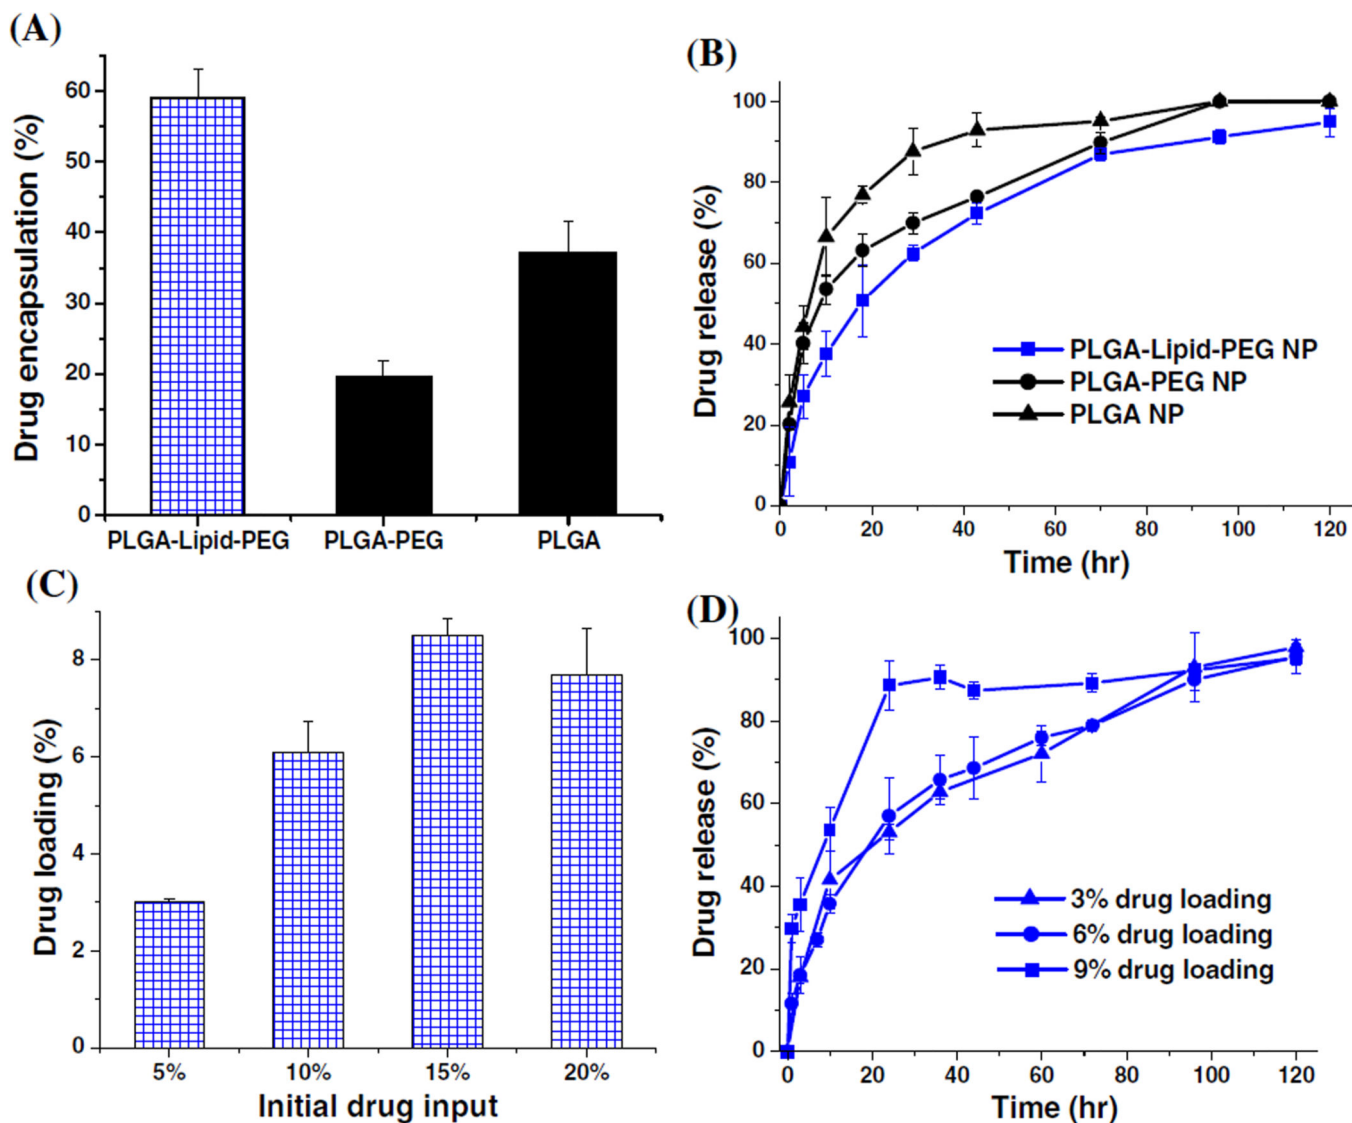 (A)
Drug encapsulation (%)
60
50
40
30
20
10
0
PLGA-Lipid-PEG PLGA-PEG PLGA
(B)
Drug release (%)
100
80
60
40
20
0
PLGA-Lipid-PEG NP
PLGA-PEG NP
PLGA NP
0 20 40 60 80 100 120
Time (hr)
(C)
Drug loading (%)
8
6
4
2
0
5% 10% 15% 20%
Initial drug input
(D)
Drug release (%)
100
80
60
40
20
0
3% drug loading
6% drug loading
9% drug loading
0 20 40 60 80 100 120
Time (hr)